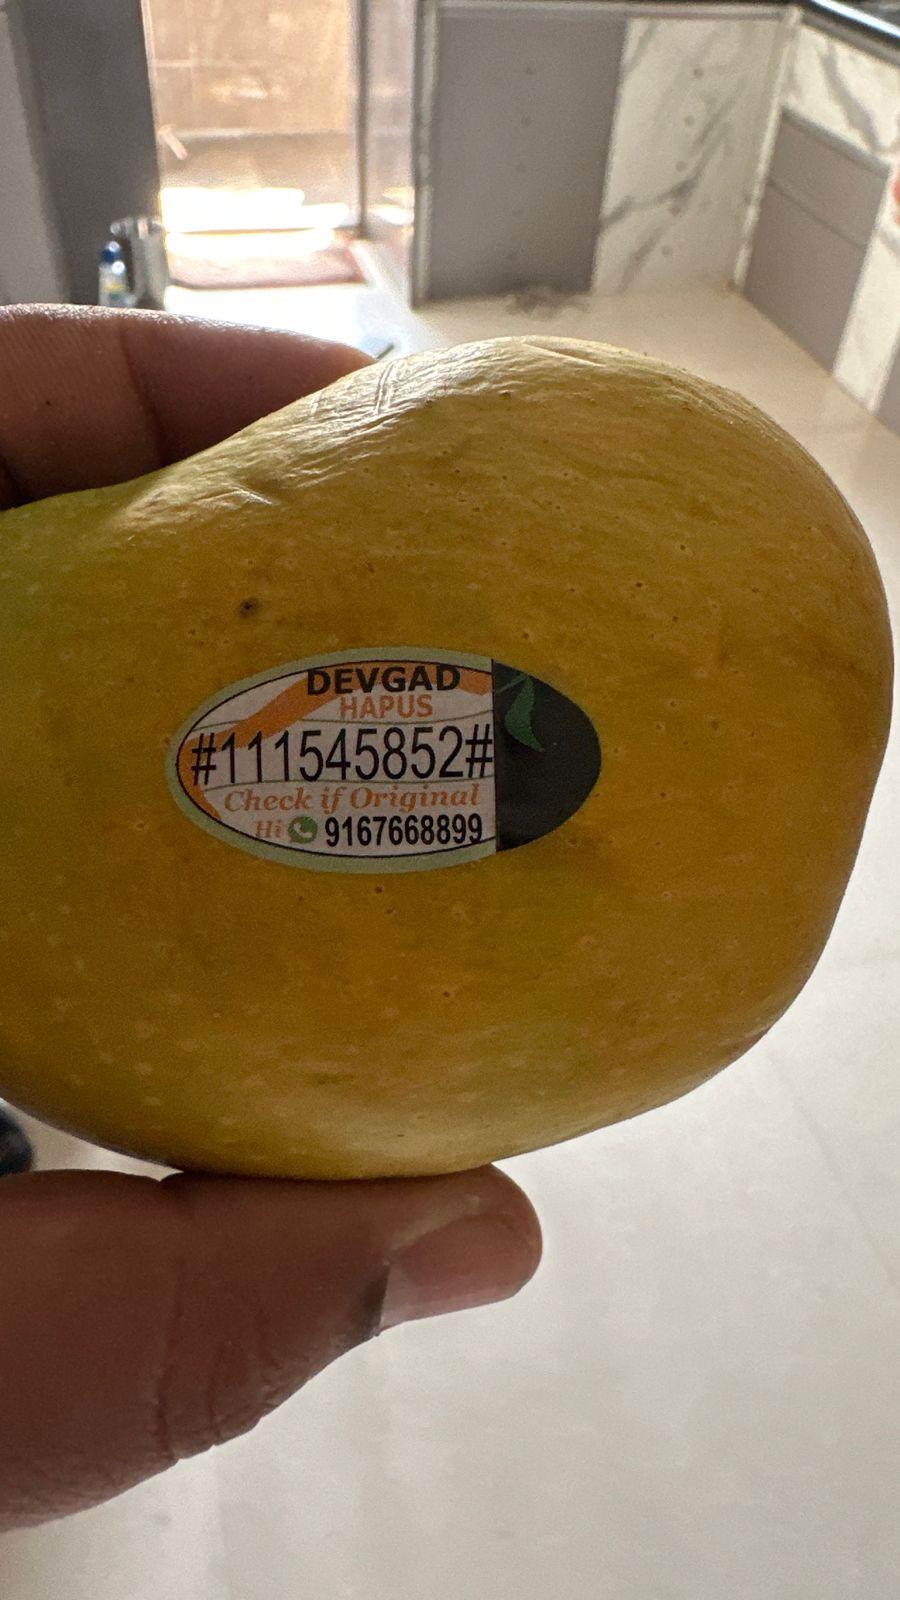 DEVGAD
HAPUS
#111545852#
Check if Original
Hi 9167668899